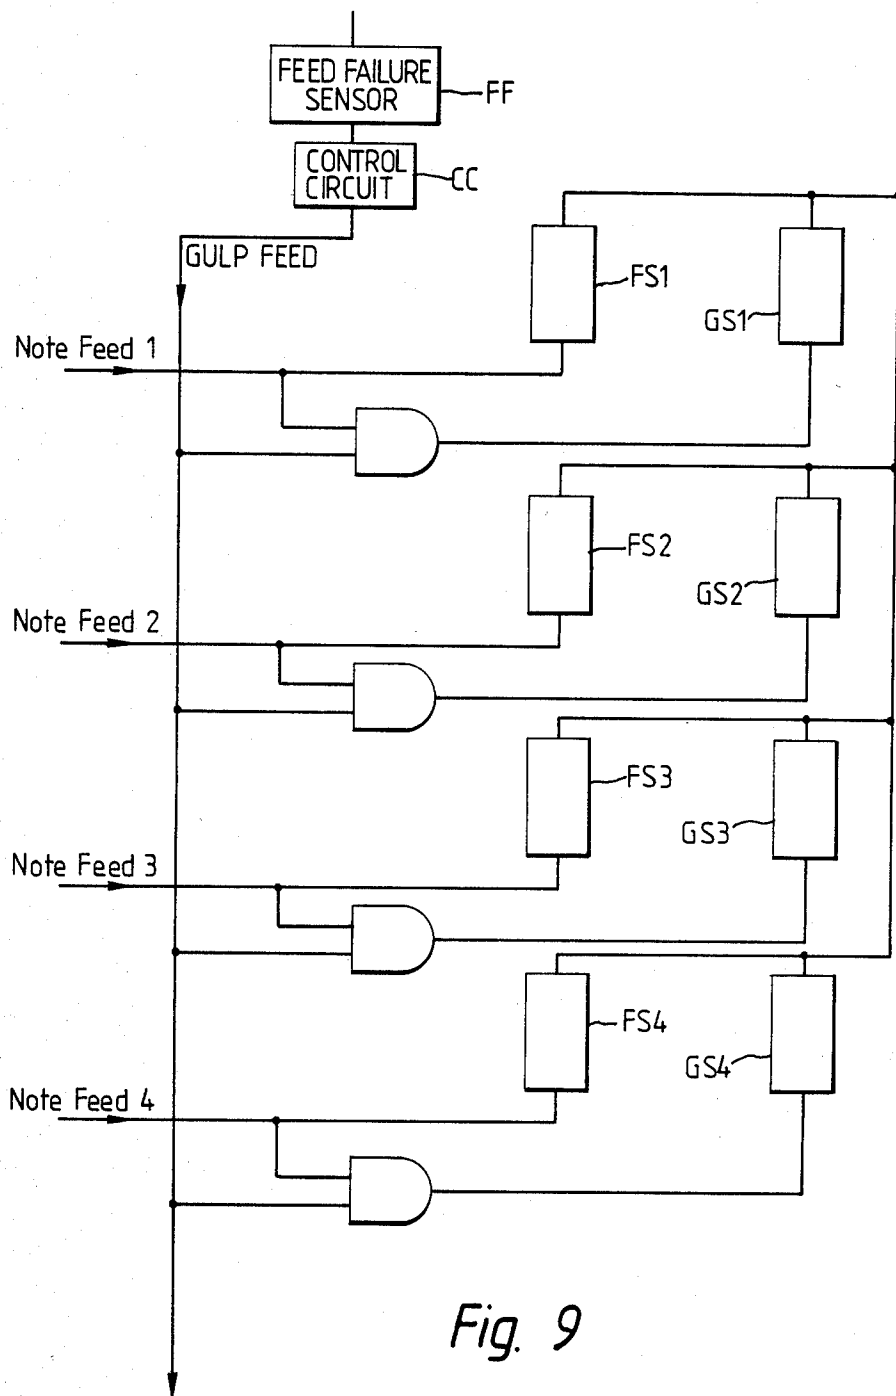 FEED FAILURE
SENSOR
FF
CONTROL
CIRCUIT
CC
GULP FEED
FS1
GS1
Note Feed 1
FS2
GS2
Note Feed 2
FS3
GS3
Note Feed 3
FS4
GS4
Note Feed 4
Fig. 9